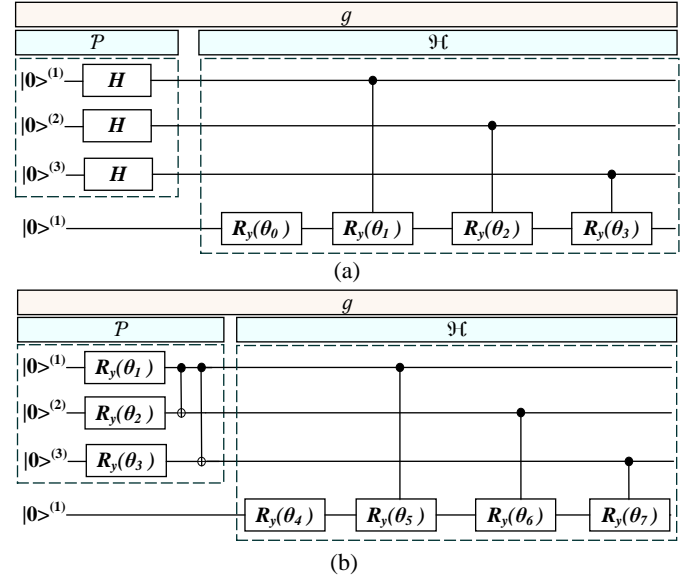 g
𝒫 ℌ
|0>⁽¹⁾ H
|0>⁽²⁾ H
|0>⁽³⁾ H
|0>⁽¹⁾ R_y(θ_0 ) R_y(θ_1 ) R_y(θ_2 ) R_y(θ_3 )
(a)
g
𝒫 ℌ
|0>⁽¹⁾ R_y(θ_1 )
|0>⁽²⁾ R_y(θ_2 )
|0>⁽³⁾ R_y(θ_3 )
|0>⁽¹⁾ R_y(θ_4 ) R_y(θ_5 ) R_y(θ_6 ) R_y(θ_7 )
(b)